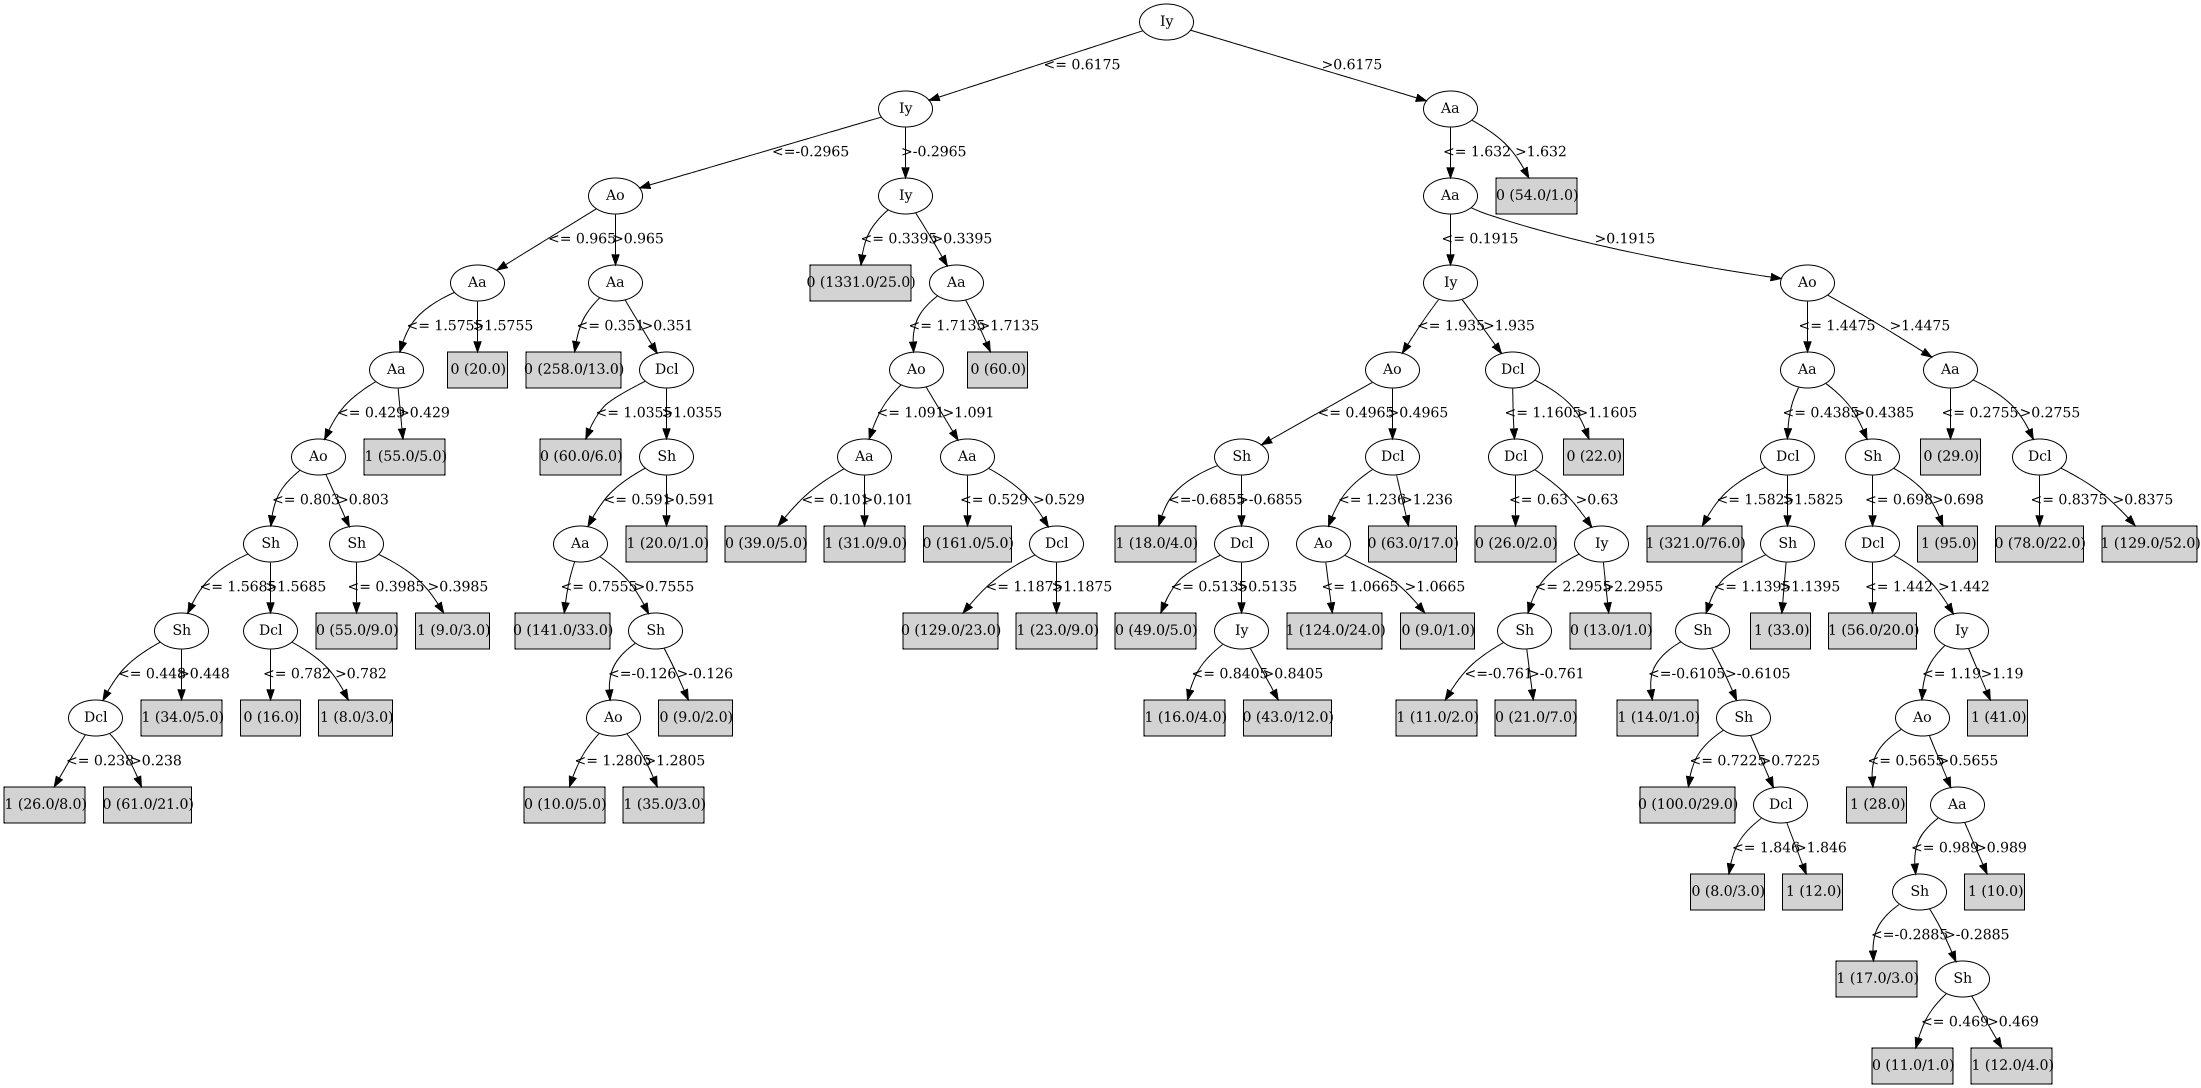 Iy
<= 0.6175 >0.6175
Iy Aa
<=-0.2965 >-0.2965 <= 1.632 >1.632
Ao Iy Aa 0 (54.0/1.0)
<= 0.965 >0.965 <= 0.3395 >0.3395 <= 0.1915 >0.1915
Aa Aa 0 (1331.0/25.0) Aa Iy Ao
<= 1.5755 >1.5755 <= 0.351 >0.351 <= 1.7135 >1.7135 <= 1.935 >1.935 <= 1.4475 >1.4475
Aa 0 (20.0) 0 (258.0/13.0) Dcl Ao 0 (60.0) Ao Dcl Aa Aa
<= 0.429 >0.429 <= 1.0355 >1.0355 <= 1.091 >1.091 <= 0.4965 >0.4965 <= 1.1605 >1.1605 <= 0.4385 >0.4385 <= 0.2755 >0.2755
Ao 1 (55.0/5.0) 0 (60.0/6.0) Sh Aa Aa Sh Dcl Dcl 0 (22.0) Dcl Sh 0 (29.0) Dcl
<= 0.803 >0.803 <= 0.591 >0.591 <= 0.101 >0.101 <= 0.529 >0.529 <=-0.6855 >-0.6855 <= 1.236 >1.236 <= 0.63 >0.63 <= 1.5825 >1.5825 <= 0.698 >0.698 <= 0.8375 >0.8375
Sh Sh Aa 1 (20.0/1.0) 0 (39.0/5.0) 1 (31.0/9.0) 0 (161.0/5.0) Dcl 1 (18.0/4.0) Dcl Ao 0 (63.0/17.0) 0 (26.0/2.0) Iy 1 (321.0/76.0) Sh Dcl 1 (95.0) 0 (78.0/22.0) 1 (129.0/52.0)
<= 1.5685 >1.5685 <= 0.3985 >0.3985 <= 0.7555 >0.7555 <= 1.1875 >1.1875 <= 0.5135 >0.5135 <= 1.0665 >1.0665 <= 2.2955 >2.2955 <= 1.1395 >1.1395 <= 1.442 >1.442
Sh Dcl 0 (55.0/9.0) 1 (9.0/3.0) 0 (141.0/33.0) Sh 0 (129.0/23.0) 1 (23.0/9.0) 0 (49.0/5.0) Iy 1 (124.0/24.0) 0 (9.0/1.0) Sh 0 (13.0/1.0) Sh 1 (33.0) 1 (56.0/20.0) Iy
<= 0.448 >0.448 <= 0.782 >0.782 <=-0.126 >-0.126 <= 0.8405 >0.8405 <=-0.761 >-0.761 <=-0.6105 >-0.6105 <= 1.19 >1.19
Dcl 1 (34.0/5.0) 0 (16.0) 1 (8.0/3.0) Ao 0 (9.0/2.0) 1 (16.0/4.0) 0 (43.0/12.0) 1 (11.0/2.0) 0 (21.0/7.0) 1 (14.0/1.0) Sh Ao 1 (41.0)
<= 0.238 >0.238 <= 1.2805 >1.2805 <= 0.7225 >0.7225 <= 0.5655 >0.5655
1 (26.0/8.0) 0 (61.0/21.0) 0 (10.0/5.0) 1 (35.0/3.0) 0 (100.0/29.0) Dcl 1 (28.0) Aa
<= 1.846 >1.846 <= 0.989 >0.989
0 (8.0/3.0) 1 (12.0) Sh 1 (10.0)
<=-0.2885 >-0.2885
1 (17.0/3.0) Sh
<= 0.469 >0.469
0 (11.0/1.0) 1 (12.0/4.0)